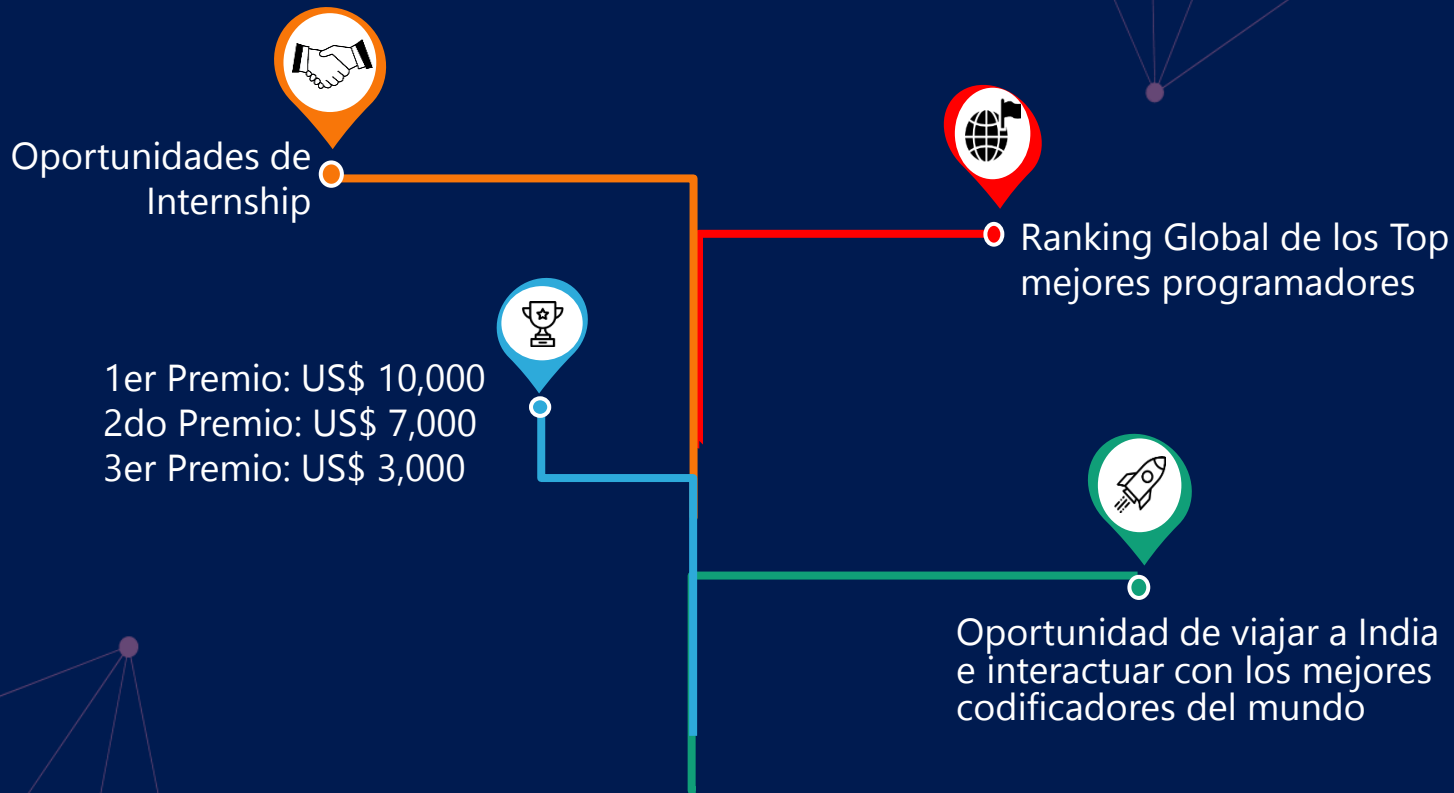 Oportunidades de
Internship
Ranking Global de los Top
mejores programadores
1er Premio: US$ 10,000
2do Premio: US$ 7,000
3er Premio: US$ 3,000
Oportunidad de viajar a India
e interactuar con los mejores
codificadores del mundo